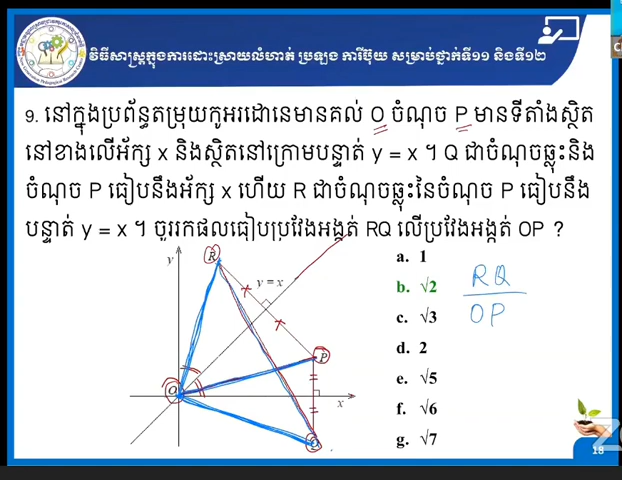 វិធីសាស្ត្រក្នុងការដោះស្រាយលំហាត់ ប្រឡង ការីប៊ុយ សម្រាប់ថ្នាក់ទី១១ និងទី១២
9. នៅក្នុងប្រព័ន្ធតម្រុយកូអរដោនេមានគល់ O ចំណុច P មានទីតាំងស្ថិត
នៅខាងលើអ័ក្ស x និងស្ថិតនៅក្រោមបន្ទាត់ y = x ។ Q ជាចំណុចឆ្លុះនិង
ចំណុច P ធៀបនឹងអ័ក្ស x ហើយ R ជាចំណុចឆ្លុះនៃចំណុច P ធៀបនឹង
បន្ទាត់ y = x ។ ចូររកផលធៀបប្រវែងអង្កត់ RQ លើប្រវែងអង្កត់ OP ?
y
R
y = x
P
O
x
Q
a. 1
b. √2
c. √3
d. 2
e. √5
f. √6
g. √7
RQ
OP
18